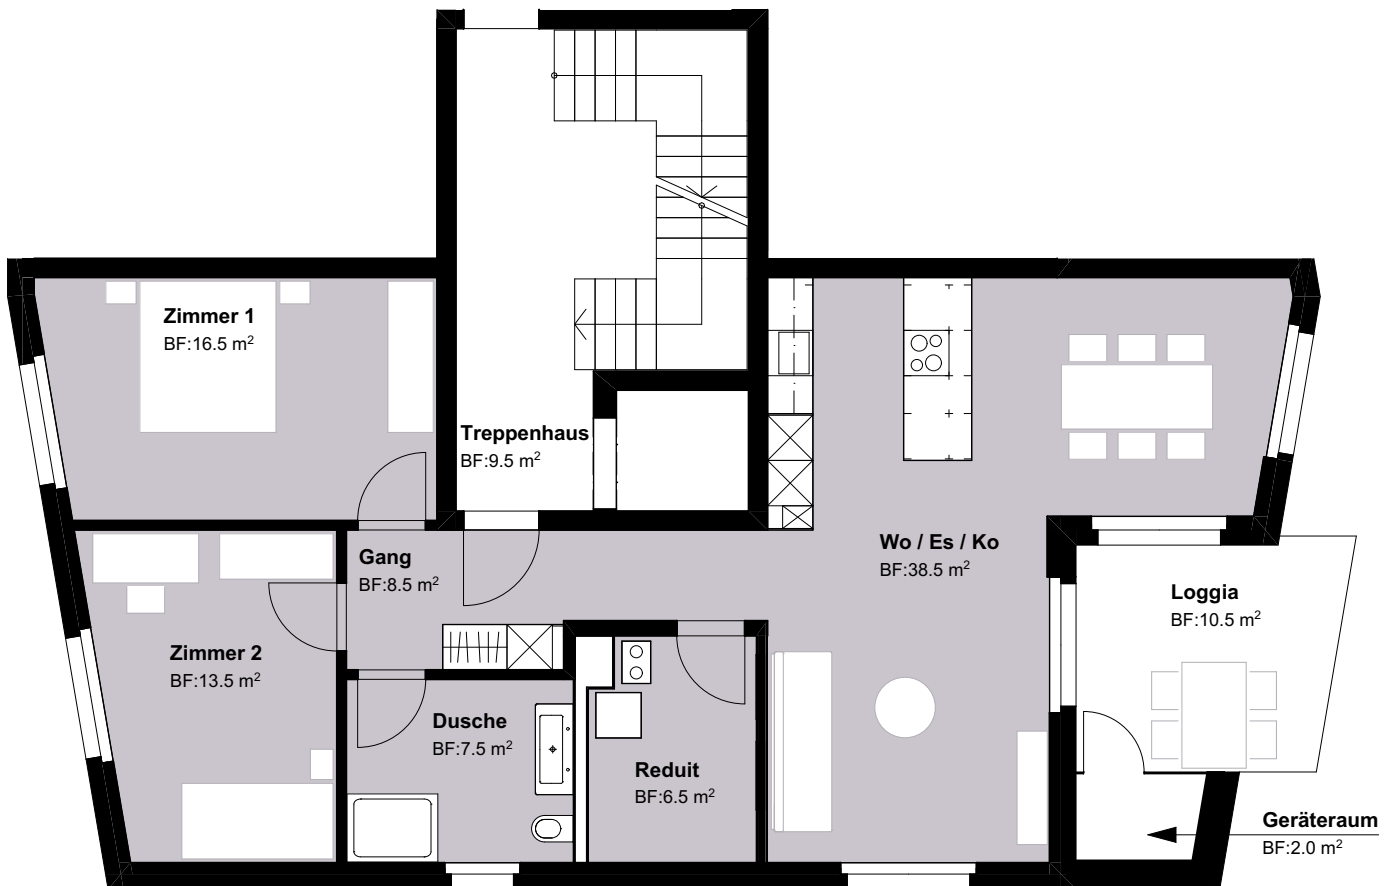 Zimmer 1
BF:16.5 m²
Treppenhaus
BF:9.5 m²
Gang
BF:8.5 m²
Wo / Es / Ko
BF:38.5 m²
Loggia
BF:10.5 m²
Zimmer 2
BF:13.5 m²
Dusche
BF:7.5 m²
Reduit
BF:6.5 m²
Geräteraum
BF:2.0 m²